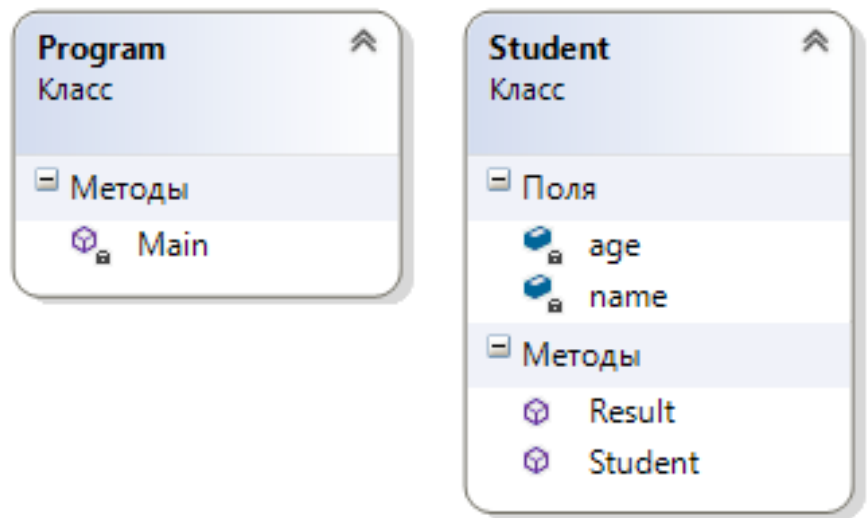 Program
Класс
Методы
Main
Student
Класс
Поля
age
name
Методы
Result
Student